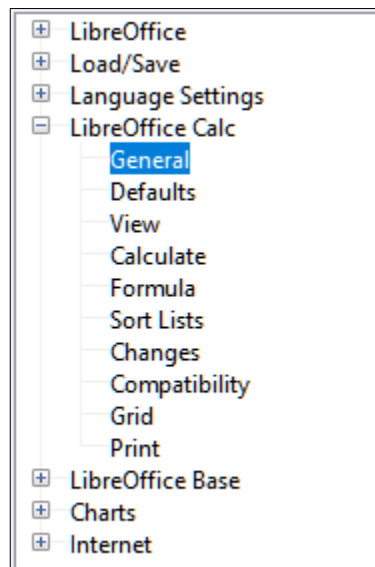 LibreOffice
Load/Save
Language Settings
LibreOffice Calc
General
Defaults
View
Calculate
Formula
Sort Lists
Changes
Compatibility
Grid
Print
LibreOffice Base
Charts
Internet